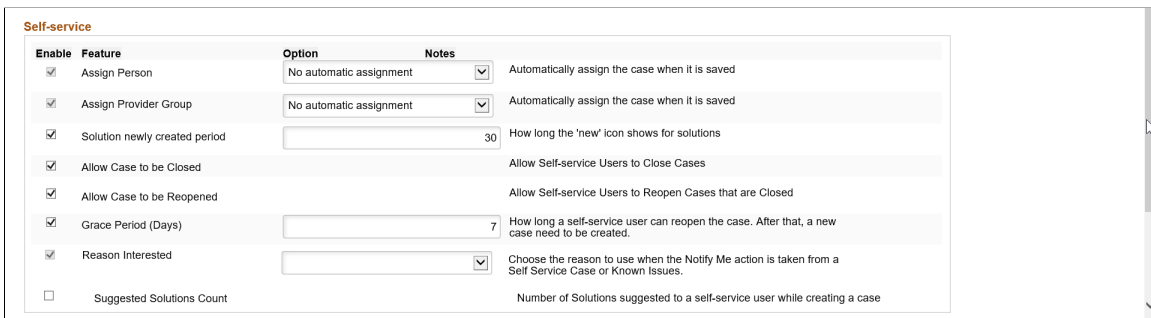 Self-service
Enable Feature Option Notes
Assign Person No automatic assignment Automatically assign the case when it is saved
Assign Provider Group No automatic assignment Automatically assign the case when it is saved
Solution newly created period 30 How long the 'new' icon shows for solutions
Allow Case to be Closed Allow Self-service Users to Close Cases
Allow Case to be Reopened Allow Self-service Users to Reopen Cases that are Closed
Grace Period (Days) 7 How long a self-service user can reopen the case. After that, a new
case need to be created.
Reason Interested Choose the reason to use when the Notify Me action is taken from a
Self Service Case or Known Issues.
Suggested Solutions Count Number of Solutions suggested to a self-service user while creating a case